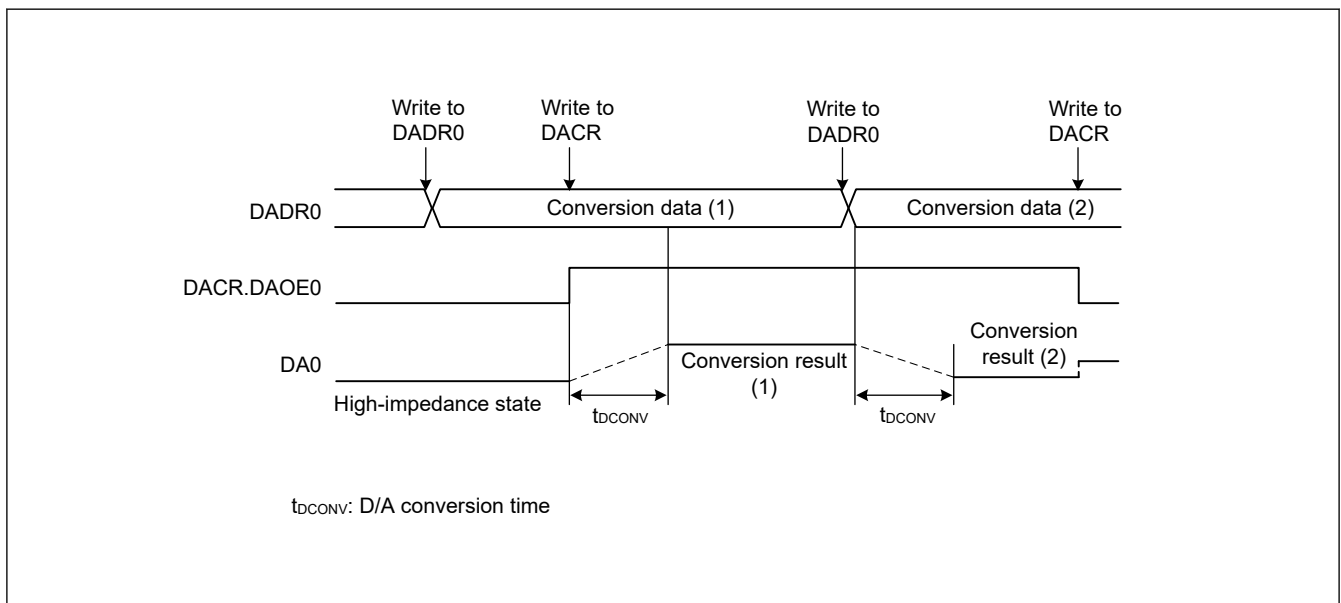 Write to
DADR0
Write to
DACR
Write to
DADR0
Write to
DACR
DADR0
Conversion data (1)
Conversion data (2)
DACR.DAOE0
DA0
High-impedance state
Conversion result
(1)
Conversion
result (2)
tDCONV
tDCONV
tDCONV: D/A conversion time